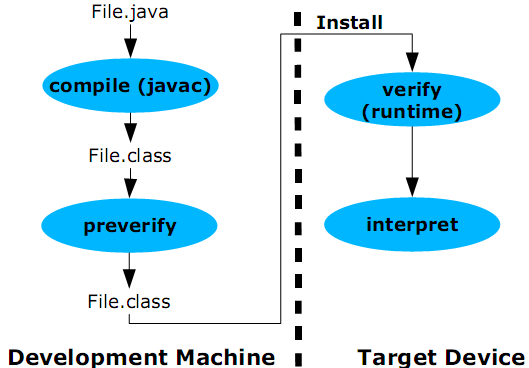 File.java
compile (javac)
File.class
preverify
File.class
Install
verify
(runtime)
interpret
Development Machine
Target Device